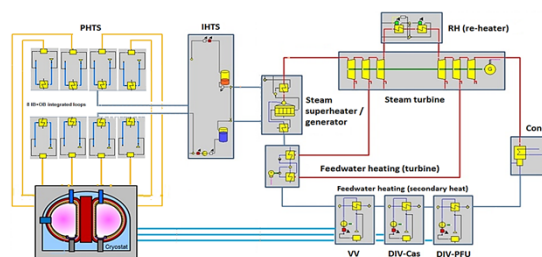 PHTS
IHTS
RH (re-heater)
8 IB+OB integrated loops
Steam
superheater /
generator
Steam turbine
G
Con
Feedwater heating (turbine)
Feedwater heating (secondary heat)
Cryostat
VV
DIV-Cas
DIV-PFU